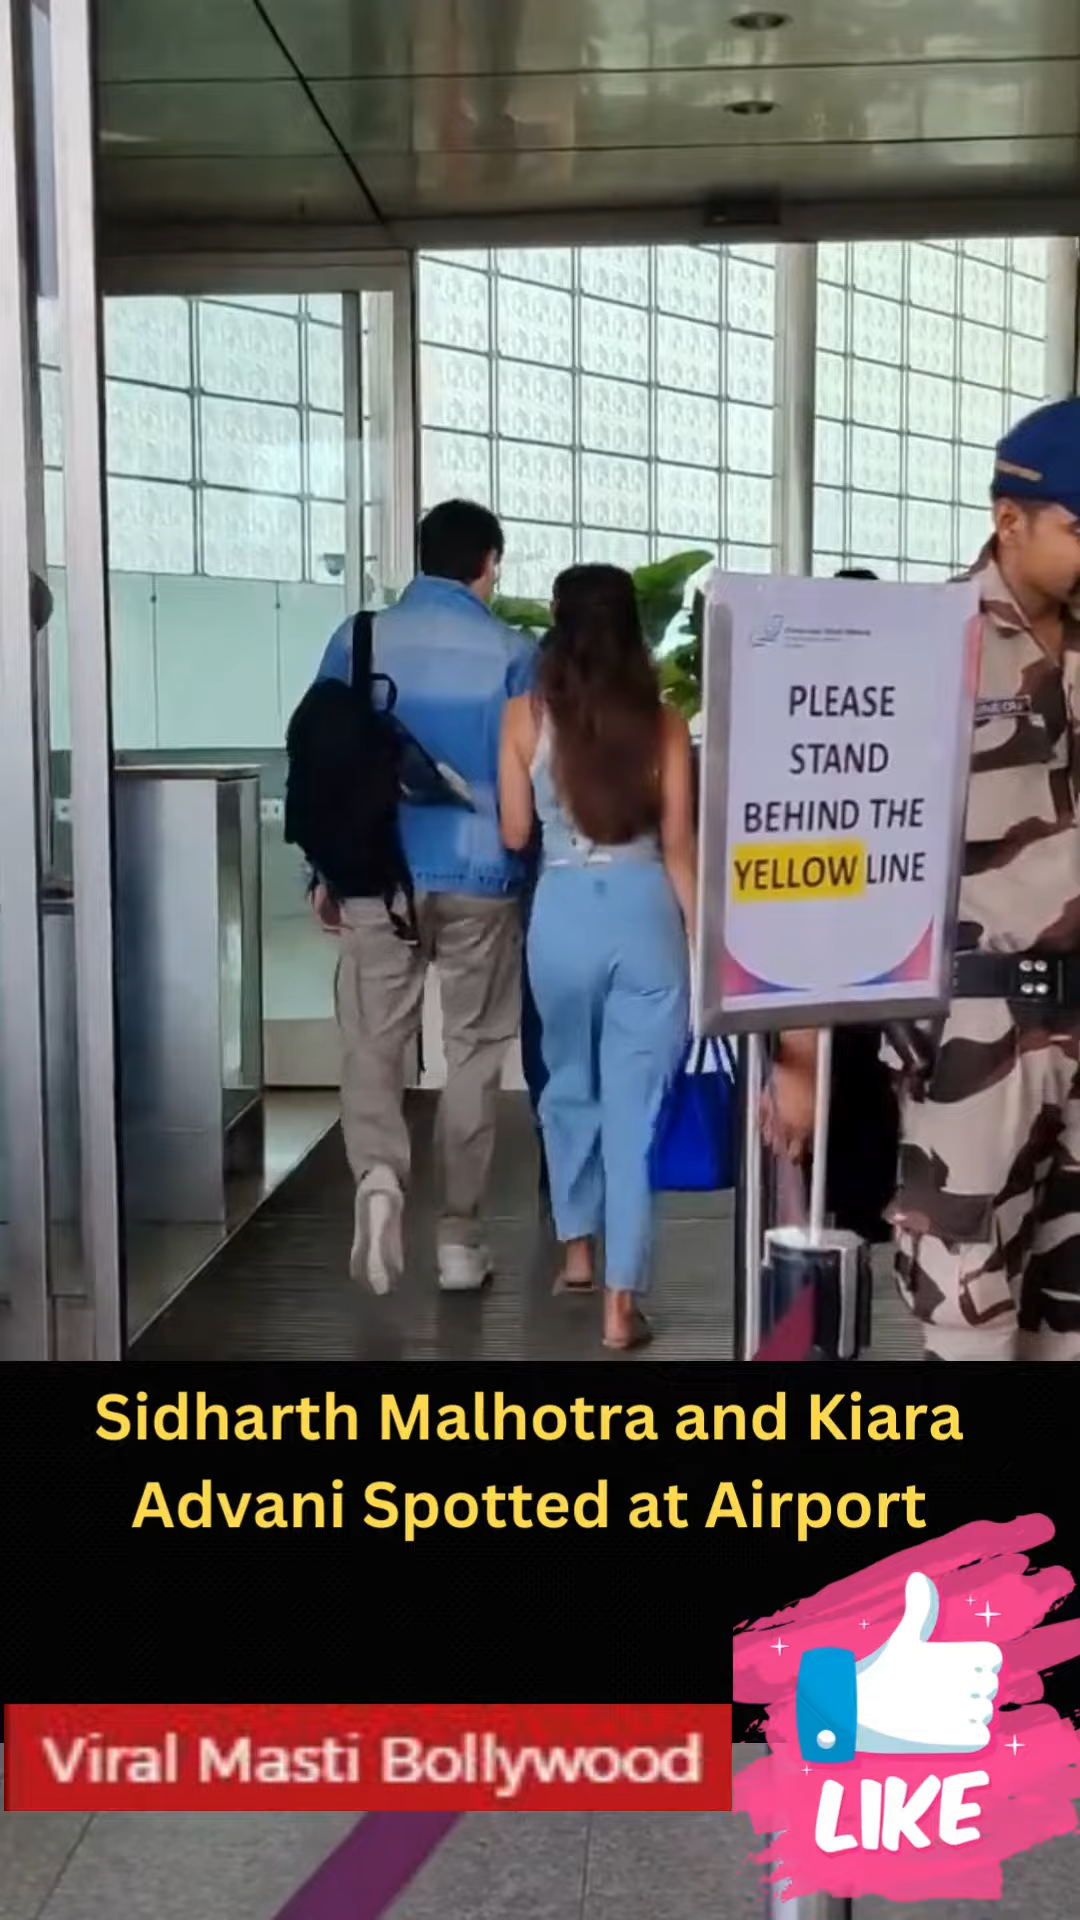 PLEASE
STAND
BEHIND THE
YELLOW LINE
Sidharth Malhotra and Kiara
Advani Spotted at Airport
Viral Masti Bollywood
LIKE